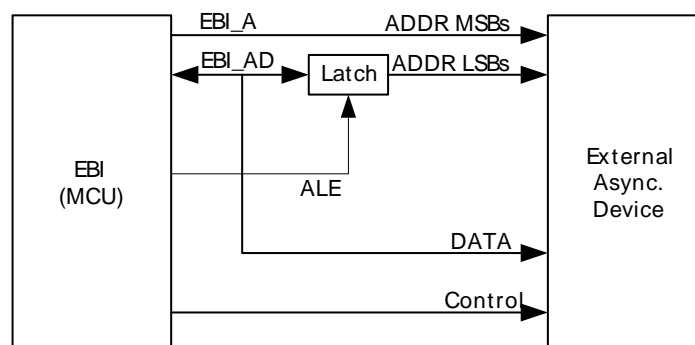 EBI_A
ADDR MSBs
EBI_AD
Latch
ADDR LSBs
EBI
(MCU)
ALE
External
Async.
Device
DATA
Control